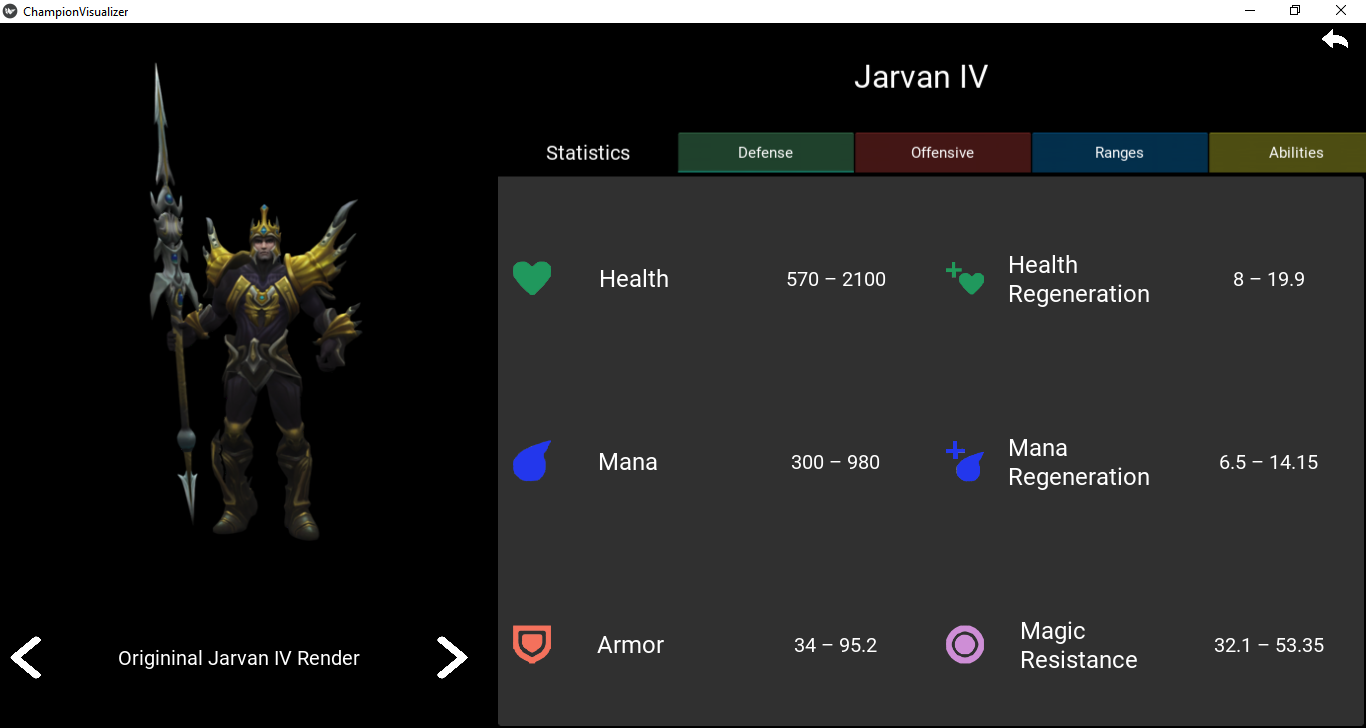 ChampionVisualizer
Jarvan IV
Statistics
Defense
Offensive
Ranges
Abilities
Health
570 – 2100
Health
Regeneration
8 – 19.9
Mana
300 – 980
Mana
Regeneration
6.5 – 14.15
Armor
34 – 95.2
Magic
Resistance
32.1 – 53.35
Origininal Jarvan IV Render